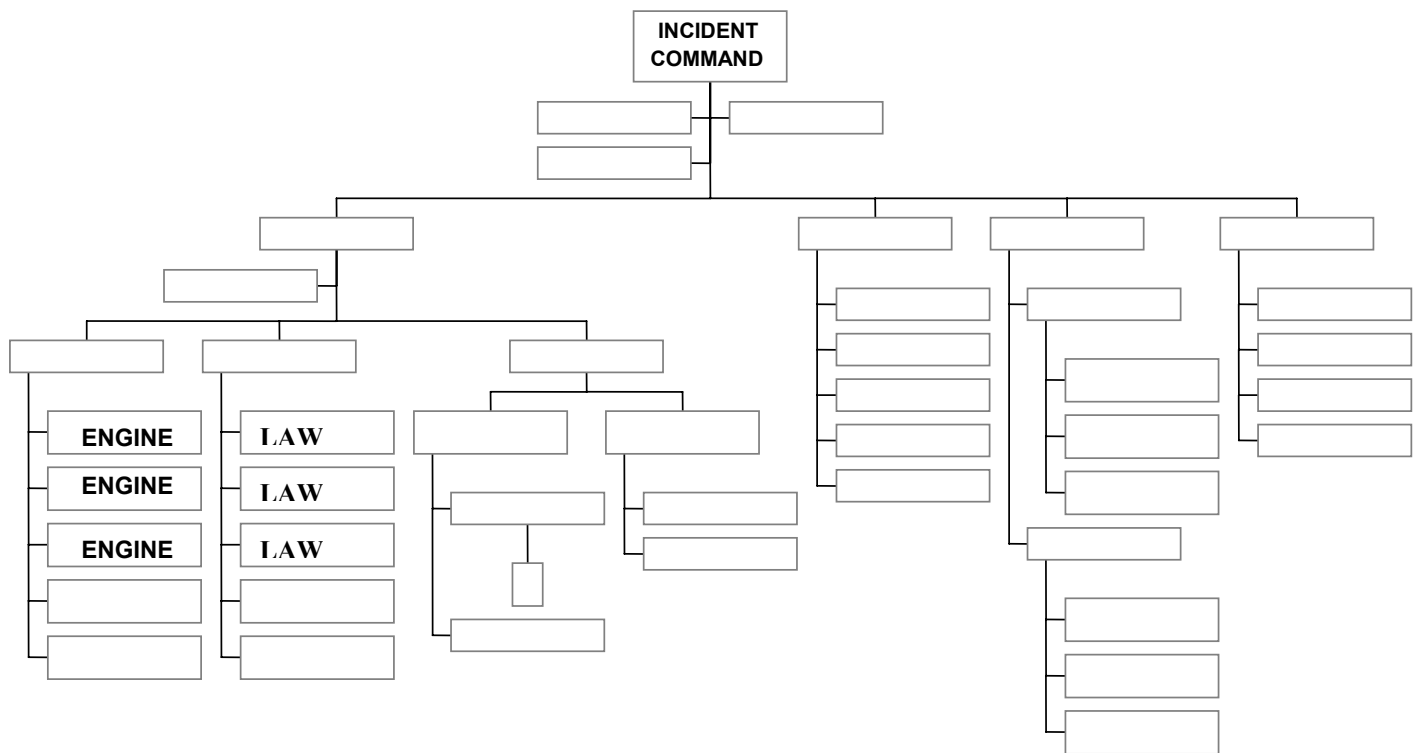 INCIDENT
COMMAND
ENGINE
LAW
ENGINE
LAW
ENGINE
LAW